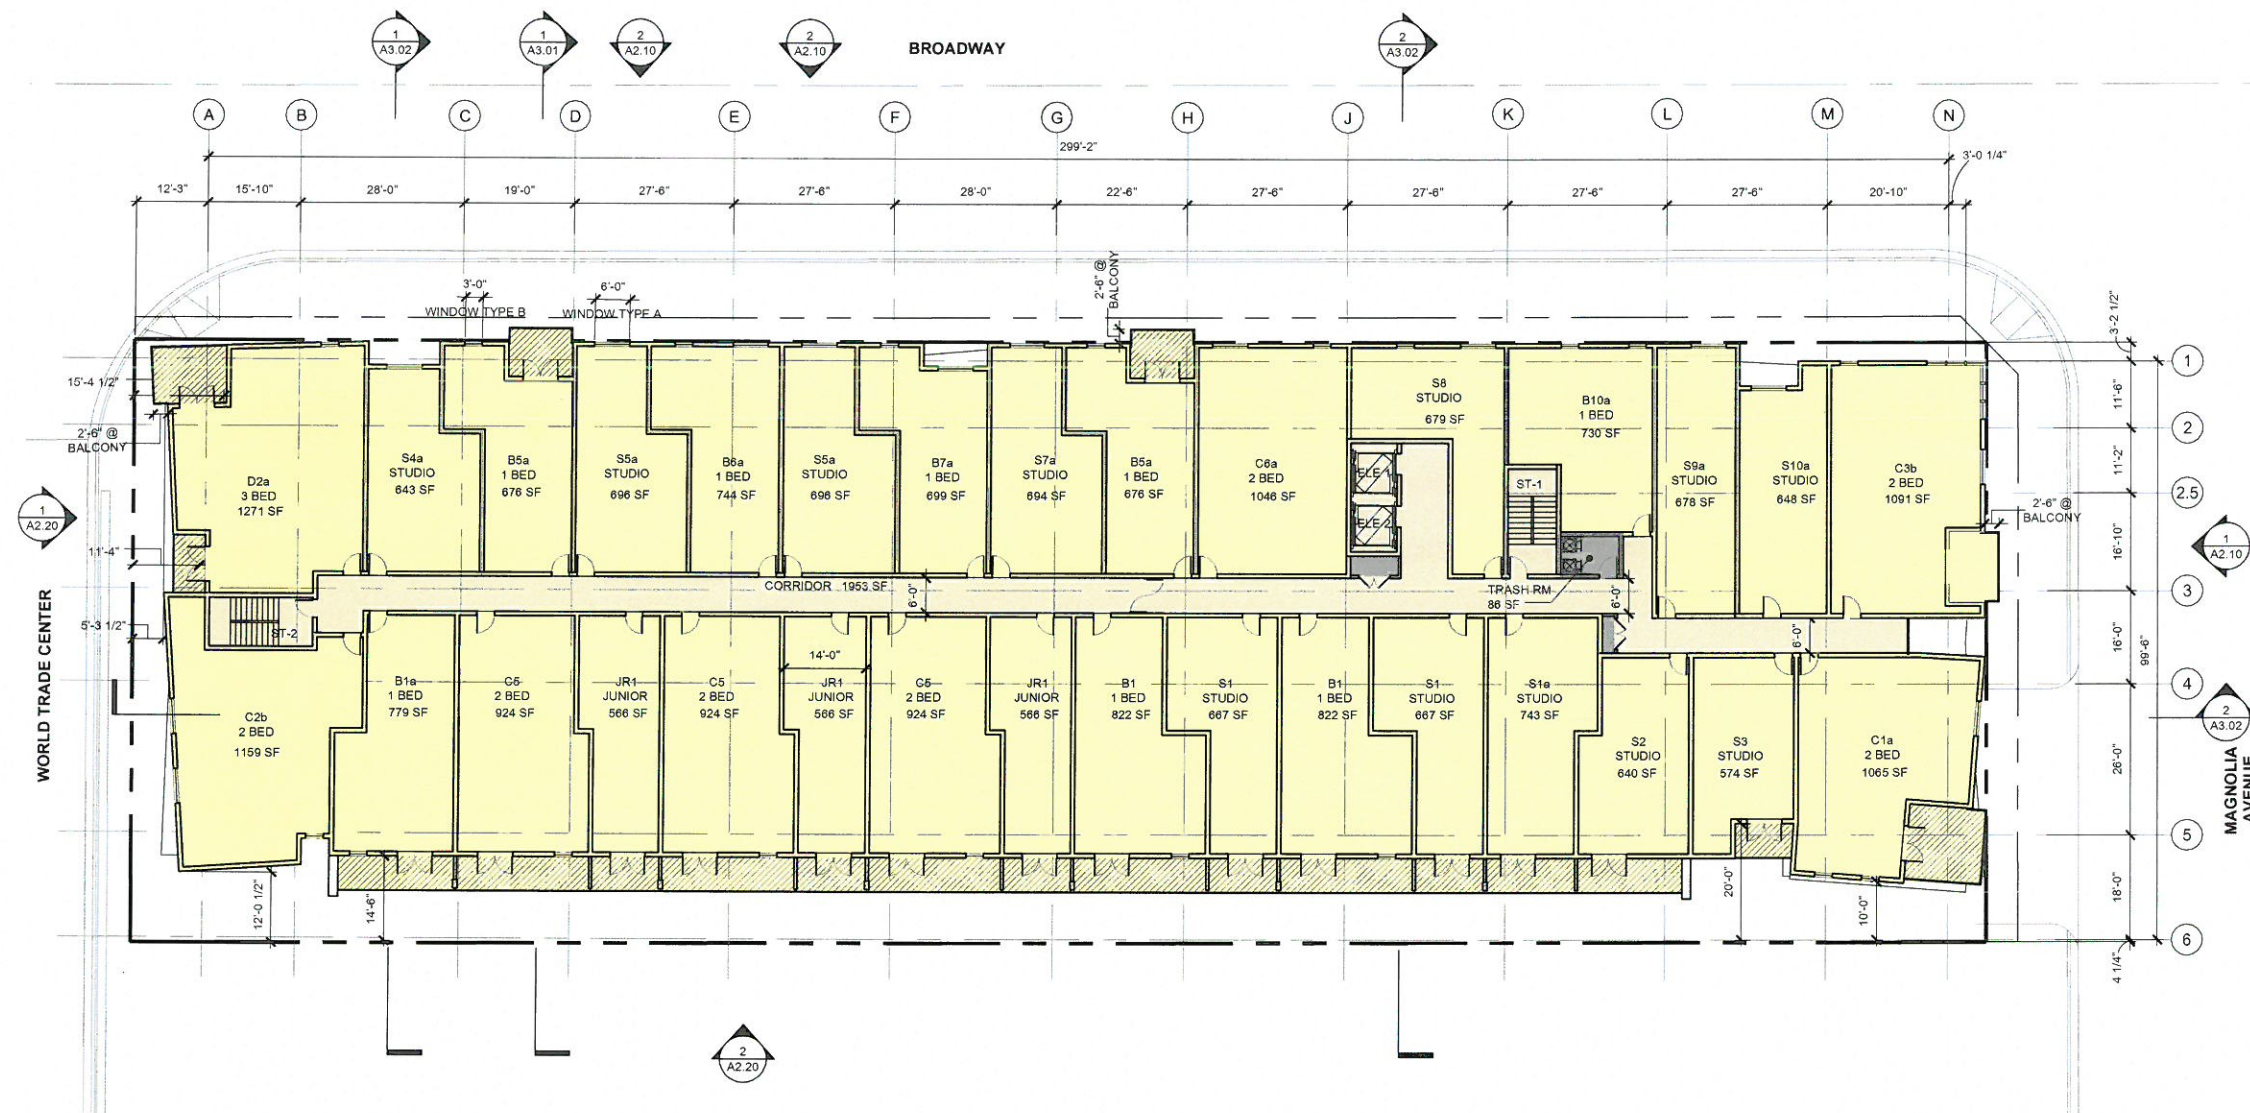 1
A3.02
1
A3.01
2
A2.10
2
A2.10
BROADWAY
2
A3.02
A
B
C
D
E
F
G
H
J
K
L
M
N
299'-2"
3'-0 1/4"
12'-3"
15'-10"
28'-0"
19'-0"
27'-6"
27'-6"
28'-0"
22'-6"
27'-6"
27'-6"
27'-6"
27'-6"
20'-10"
3'-0"
WINDOW TYPE B
6'-0"
WINDOW TYPE A
2'-6" @
BALCONY
3'-2 1/2"
1
11'-6"
2
11'-2"
2.5
16'-10"
3
16'-0"
99'-6"
4
26'-0"
5
18'-0"
6
4 1/4"
15'-4 1/2"
2'-6" @
BALCONY
1
A2.20
11'-4"
5'-3 1/2"
WORLD TRADE CENTER
D2a
3 BED
1271 SF
S4a
STUDIO
643 SF
B5a
1 BED
676 SF
S5a
STUDIO
696 SF
B6a
1 BED
744 SF
S5a
STUDIO
696 SF
B7a
1 BED
699 SF
S7a
STUDIO
694 SF
B5a
1 BED
676 SF
C6a
2 BED
1046 SF
S8
STUDIO
679 SF
ELE 1
ELE 2
B10a
1 BED
730 SF
ST-1
S9a
STUDIO
678 SF
S10a
STUDIO
648 SF
C3b
2 BED
1091 SF
2'-6" @
BALCONY
1
A2.10
CORRIDOR 1953 SF
6'-0"
TRASH RM
86 SF
6'-0"
6'-0"
ST-2
C2b
2 BED
1159 SF
B1a
1 BED
779 SF
C5
2 BED
924 SF
JR1
JUNIOR
566 SF
C5
2 BED
924 SF
14'-0"
JR1
JUNIOR
566 SF
C5
2 BED
924 SF
JR1
JUNIOR
566 SF
B1
1 BED
822 SF
S1
STUDIO
667 SF
B1
1 BED
822 SF
S1
STUDIO
667 SF
S1a
STUDIO
743 SF
S2
STUDIO
640 SF
S3
STUDIO
574 SF
C1a
2 BED
1065 SF
2
A3.02
MAGNOLIA
AVENUE
12'-0 1/2"
14'-6"
20'-0"
10'-0"
2
A2.20